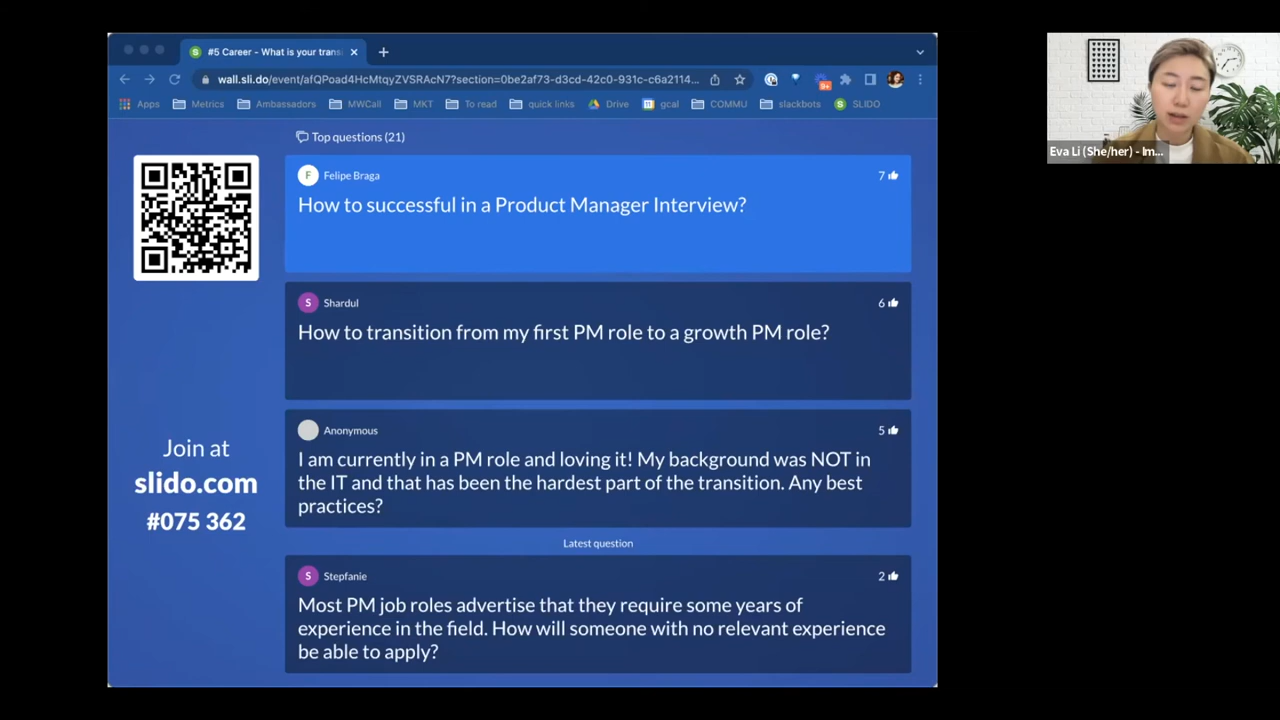 #5 Career - What is your trans
wall.sli.do/event/afQPoad4HcMtqyZVSRAcN7?section=0be2af73-d3cd-42c0-931c-c6a2114...
9+
Apps
Metrics
Ambassadors
MWCall
MKT
To read
quick links
Drive
gcal
COMMU
slackbots
SLIDO
Top questions (21)
F
Felipe Braga
7
How to successful in a Product Manager Interview?
S
Shardul
6
How to transition from my first PM role to a growth PM role?
Anonymous
5
I am currently in a PM role and loving it! My background was NOT in
the IT and that has been the hardest part of the transition. Any best
practices?
Join at
slido.com
#075 362
Latest question
S
Stepfanie
2
Most PM job roles advertise that they require some years of
experience in the field. How will someone with no relevant experience
be able to apply?
Eva Li (She/her) - Im...